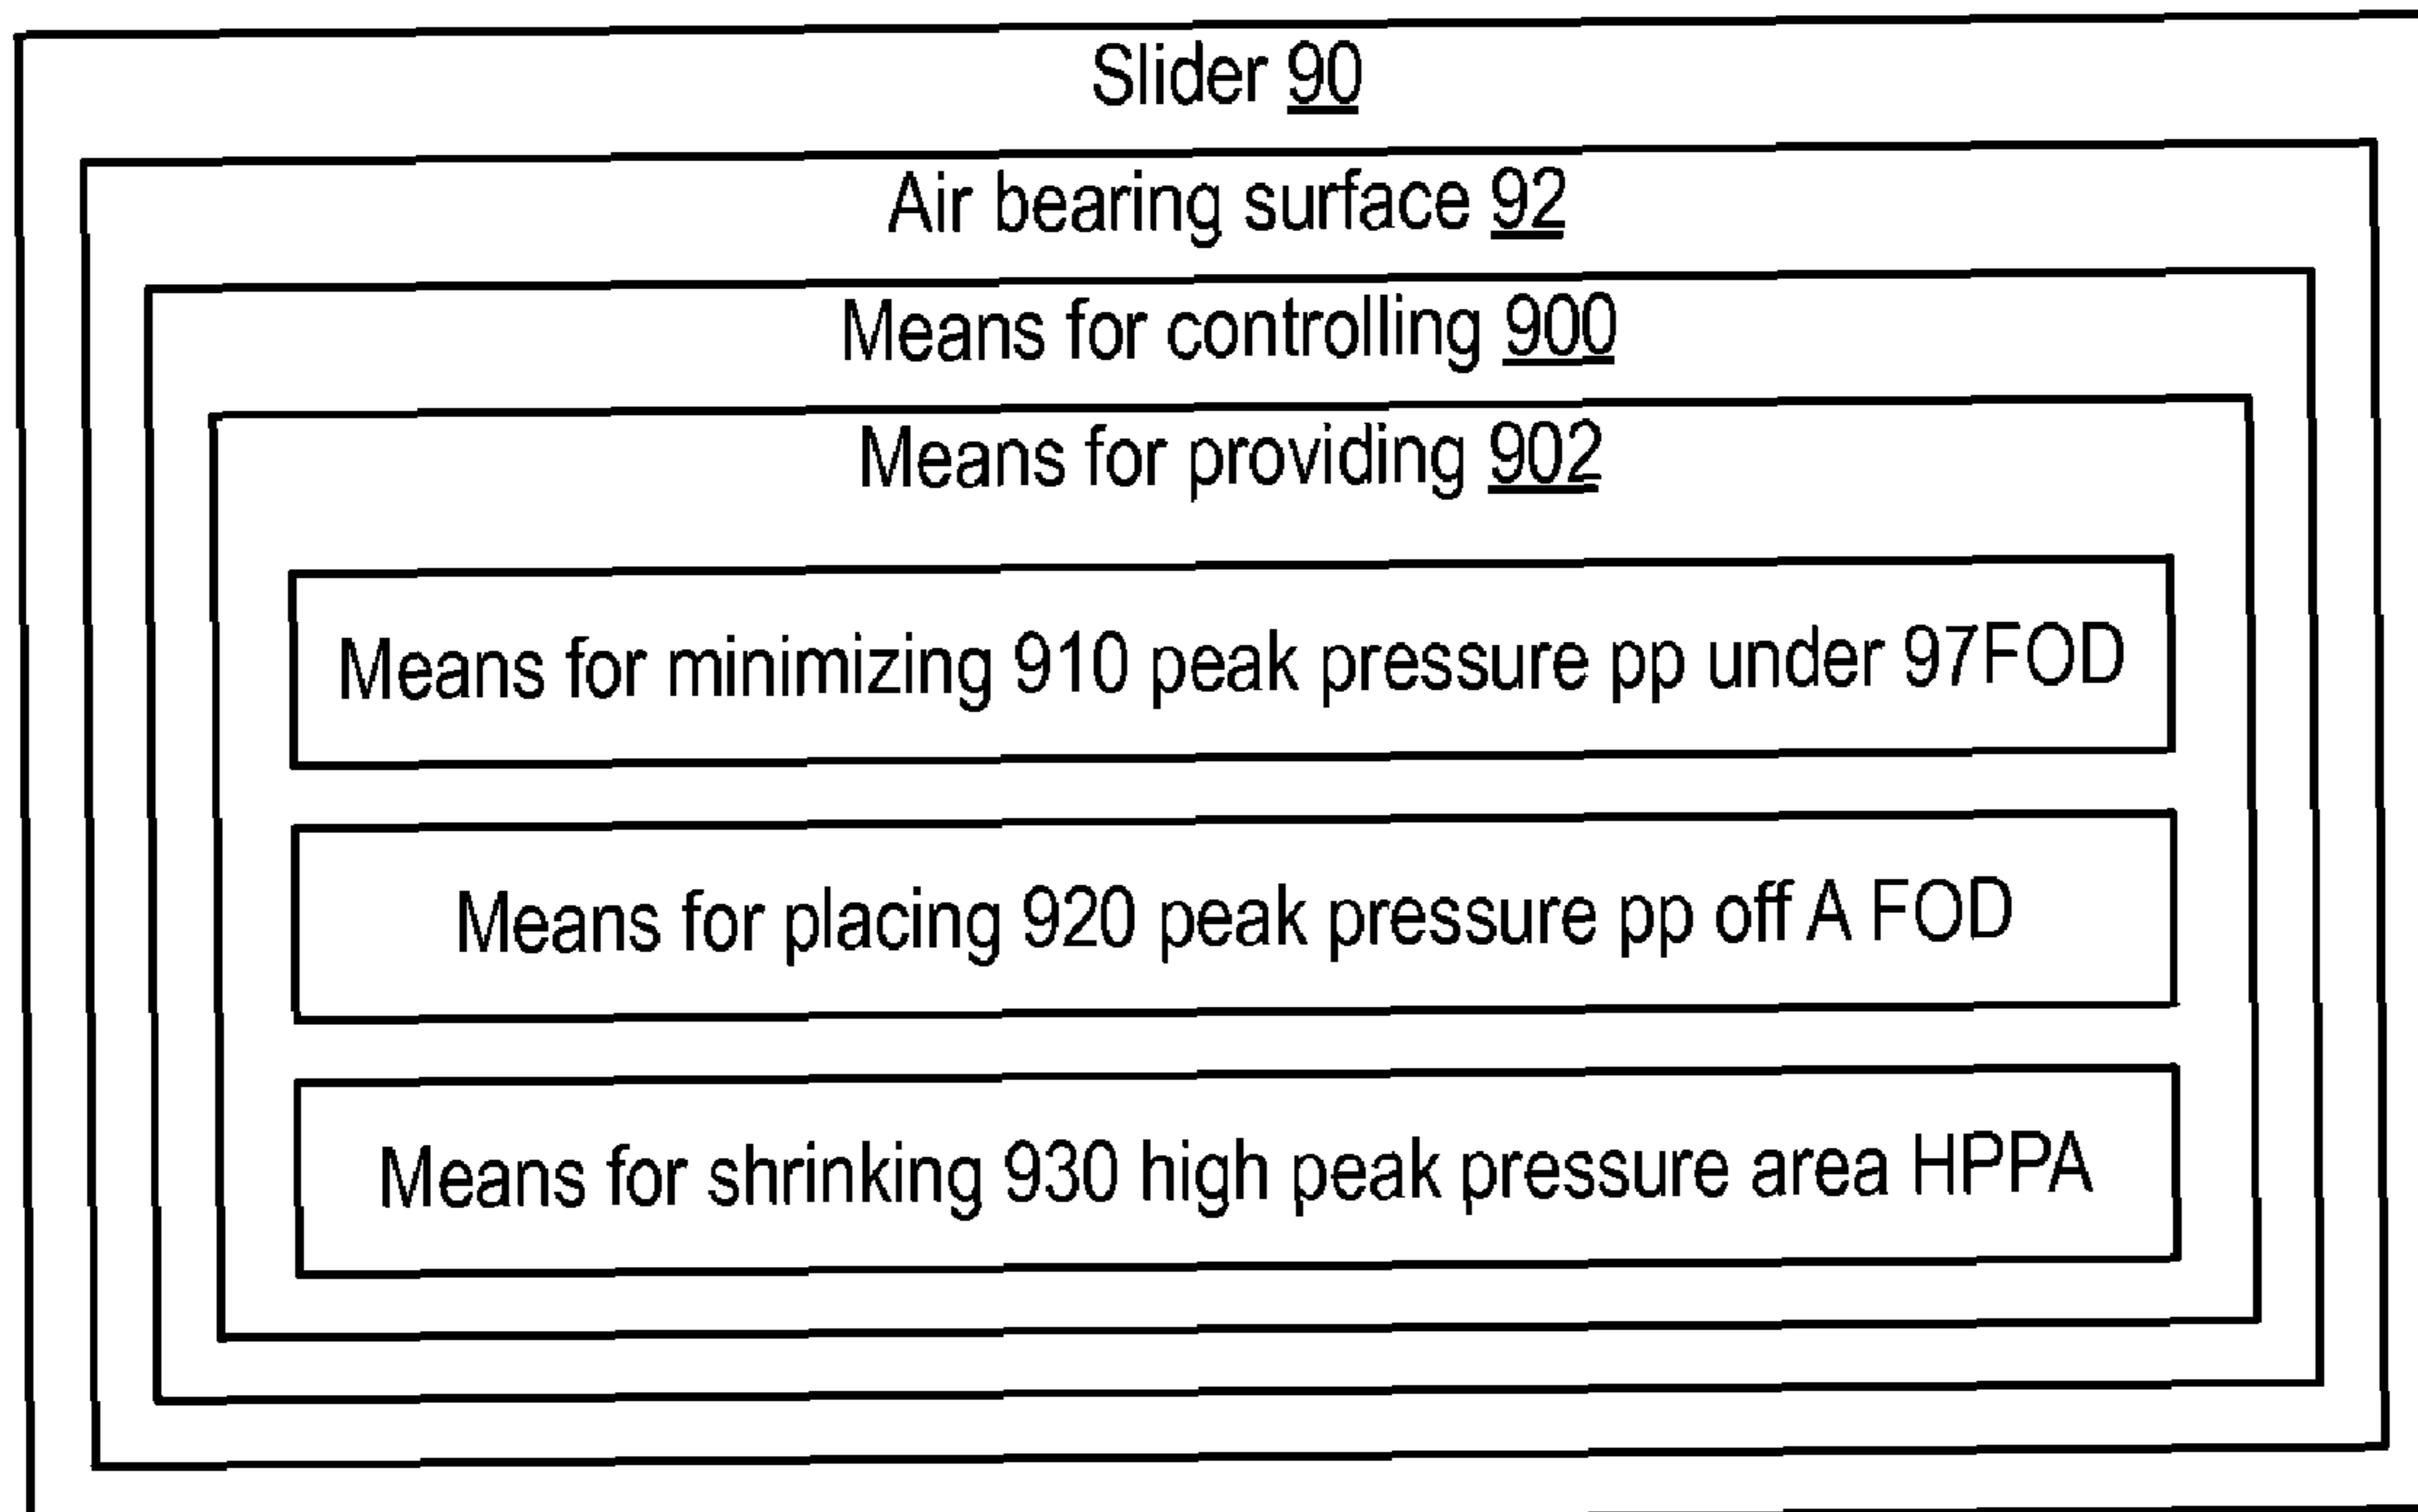 Slider 90
Air bearing surface 92
Means for controlling 900
Means for providing 902
Means for minimizing 910 peak pressure pp under 97FOD
Means for placing 920 peak pressure pp off A FOD
Means for shrinking 930 high peak pressure area HPPA